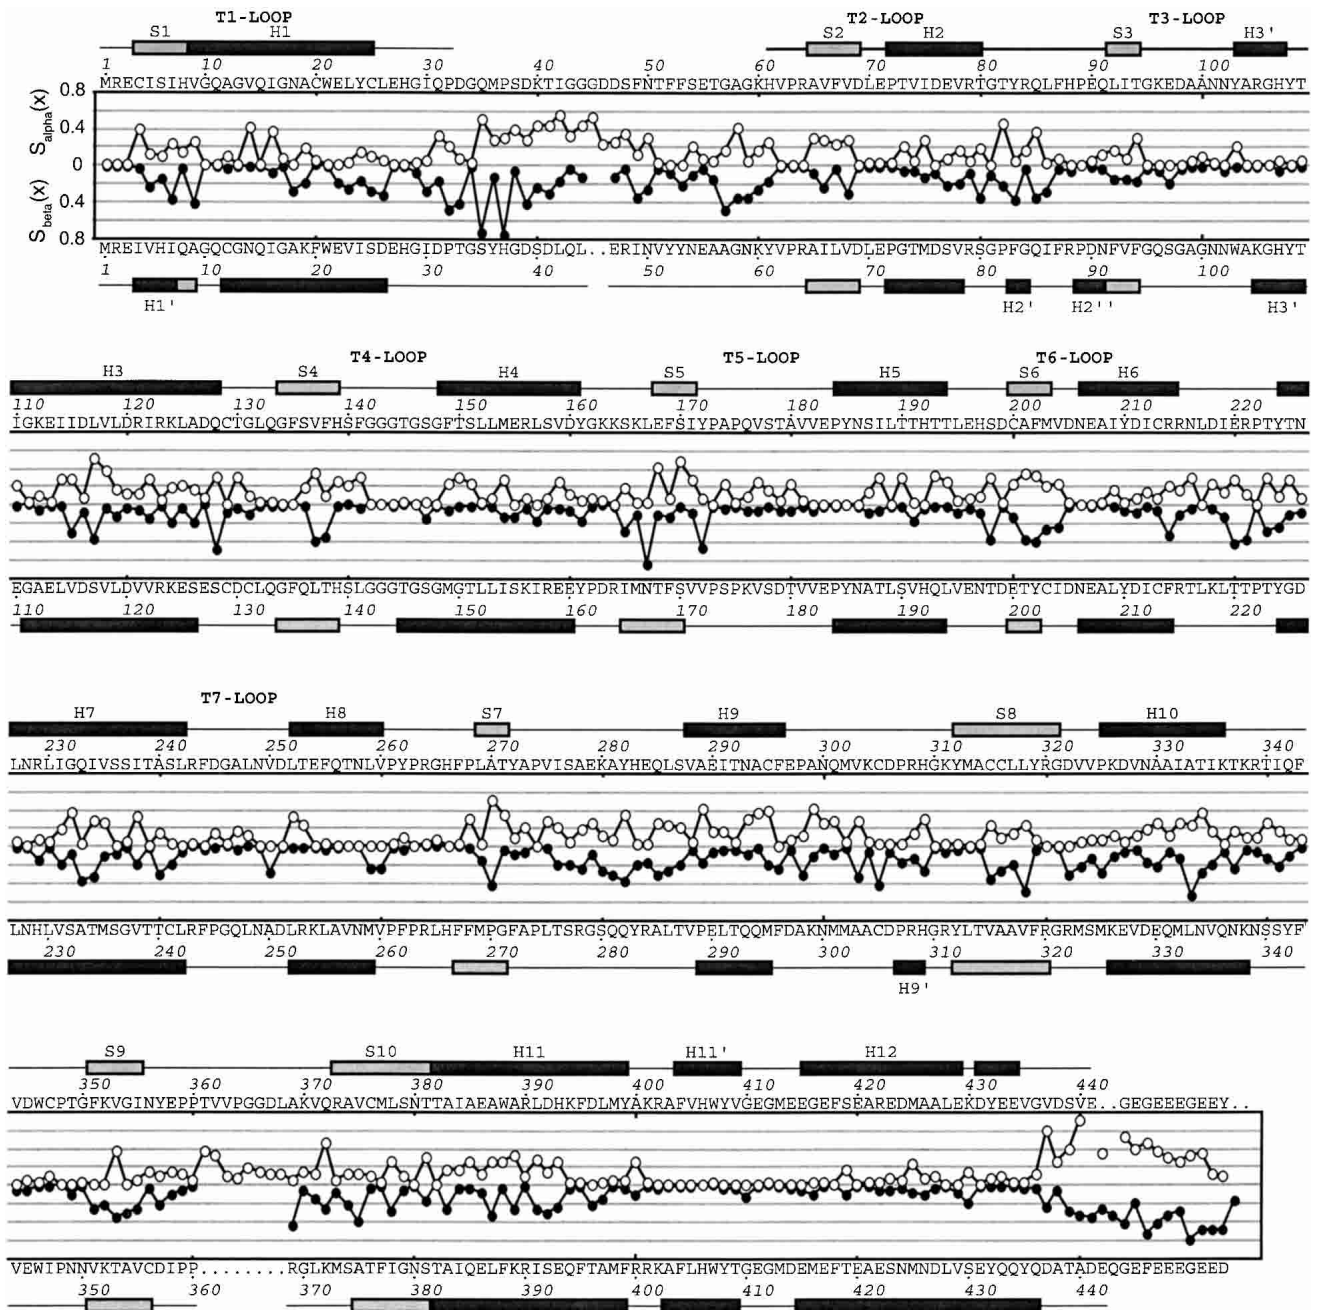 T1-LOOP T2-LOOP T3-LOOP
S1 H1 S2 H2 S3 H3'
1 10 20 30 40 50 60 70 80 90 100
MRECISIHVGQAGVQIGNACWELYCLEHGIQPDGQMPSDKTIGGGDDSFNTFFSETGAGKHVPRAVFVDLEPTVIDEVRTGTYRQLFHPEQLITGKEDAANNYARGHYT
0.8
0.4
0
0.4
0.8
Salpha(x)
Sbeta(x)
MREIVHIQAGQCGNQIGAKFWEVISDEHGIDPTGSYHGDSDLQL..ERINVYYNEAAGNKYVPRAILVDLEPGTMDSVRSGPFGQIFRPDNFVFGQSGAGNNWAKGHYT
1 10 20 30 40 50 60 70 80 90 100
H1' H2' H2'' H3'
T4-LOOP T5-LOOP T6-LOOP
H3 S4 H4 S5 H5 S6 H6
110 120 130 140 150 160 170 180 190 200 210 220
IGKEIIDLVLDRIRKLADQCTGLQGFSVFHSFGGGTGSGFTSLLMERLSVDYGKKSKLEFSIYPAPQVSTAVVEPYNSILTTHTTLEHSDCAFMVDNEAIYDICRRNLDIERPTYTN
EGAELVDSVLDVVRKESESCDCLQGFQLTHSLGGGTGSGMGTLLISKIREEYPDRIMNTFSVVPSPKVSDTVVEPYNATLSVHQLVENTDETYCIDNEALYDICFRTLKLTTPTYGD
110 120 130 140 150 160 170 180 190 200 210 220
T7-LOOP
H7 H8 S7 H9 S8 H10
230 240 250 260 270 280 290 300 310 320 330 340
LNRLIGQIVSSITASLRFDGALNVDLTEFQTNLVPYPRGHFPLATYAPVISAEKAYHEQLSVAEITNACFEPANQMVKCDPRHGKYMACCLLYRGDVVPKDVNAAIATIKTKRTIQF
LNHLVSATMSGVTTCLRFPGQLNADLRKLAVNMVPFPRLHFFMPGFAPLTSRGSQQYRALTVPELTQQMFDAKNMMAACDPRHGRYLTVAAVFRGRMSMKEVDEQMLNVQNKNSSYF
230 240 250 260 270 280 290 300 310 320 330 340
H9'
S9 S10 H11 H11' H12
350 360 370 380 390 400 410 420 430 440
VDWCPTGFKVGINYEPPTVVPGGDLAKVQRAVCMLSNTTAIAEAWARLDHKFDLMYAKRAFVHWYVGEGMEEGEFSEAREDMAALEKDYEEVGVDSVE..GEGEEEGEEY..
VEWIPNNVKTAVCDIPP........RGLKMSATFIGNSTAIQELFKRISEQFTAMFRRKAFLHWYTGEGMDEMEFTEAESNMNDLVSEYQQYQDATADEQGEFEEEGEED
350 360 370 380 390 400 410 420 430 440